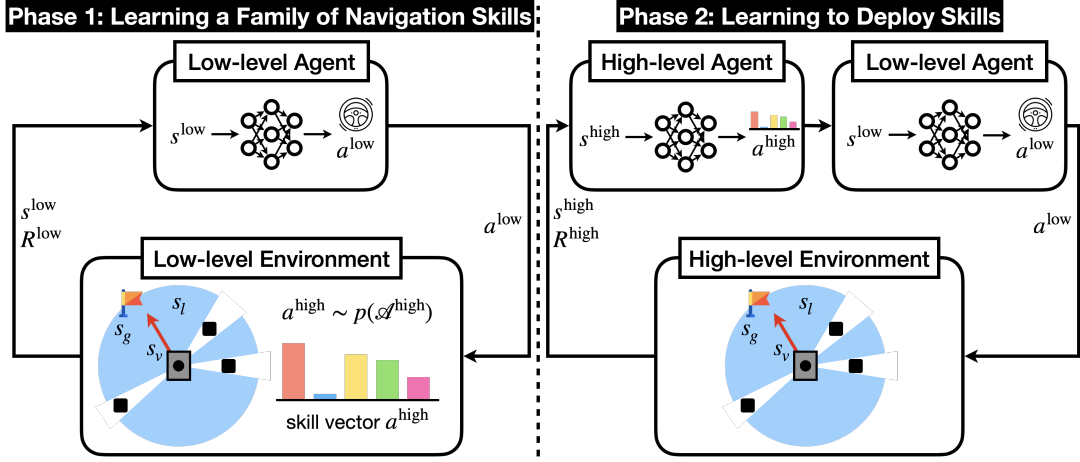 Phase 1: Learning a Family of Navigation Skills
Low-level Agent
s^low
a^low
s^low
R^low
a^low
Low-level Environment
s_l
s_g
s_v
a^high ∼ p(𝒜^high)
skill vector a^high
Phase 2: Learning to Deploy Skills
High-level Agent
Low-level Agent
s^high
a^high
s^low
a^low
s^high
R^high
a^low
High-level Environment
s_l
s_g
s_v